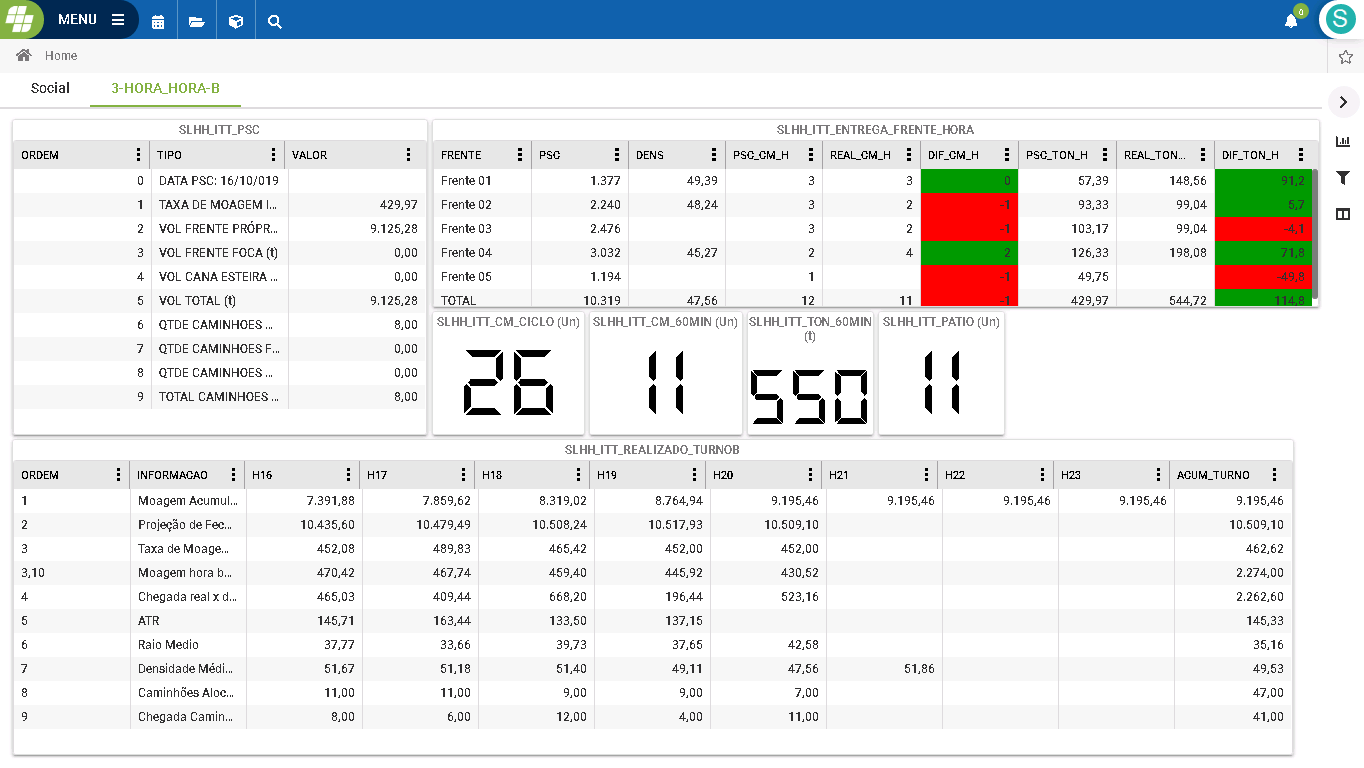 MENU
0
S
Home
Social 3-HORA_HORA-B
SLHH_ITT_PSC
ORDEM TIPO VALOR
0 DATA PSC: 16/10/019
1 TAXA DE MOAGEM I... 429,97
2 VOL FRENTE PRÓPR... 9.125,28
3 VOL FRENTE FOCA (t) 0,00
4 VOL CANA ESTEIRA ... 0,00
5 VOL TOTAL (t) 9.125,28
6 QTDE CAMINHOES ... 8,00
7 QTDE CAMINHOES F... 0,00
8 QTDE CAMINHOES ... 0,00
9 TOTAL CAMINHOES ... 8,00
SLHH_ITT_ENTREGA_FRENTE_HORA
FRENTE PSC DENS PSC_CM_H REAL_CM_H DIF_CM_H PSC_TON_H REAL_TON... DIF_TON_H
Frente 01 1.377 49,39 3 3 0 57,39 148,56 91,2
Frente 02 2.240 48,24 3 2 -1 93,33 99,04 5,7
Frente 03 2.476 3 2 -1 103,17 99,04 -4,1
Frente 04 3.032 45,27 2 4 2 126,33 198,08 71,8
Frente 05 1.194 1 -1 49,75 -49,8
TOTAL 10.319 47,56 12 11 -1 429,97 544,72 114,8
SLHH_ITT_CM_CICLO (Un)
26
SLHH_ITT_CM_60MIN (Un)
11
SLHH_ITT_TON_60MIN
(t)
550
SLHH_ITT_PATIO (Un)
11
SLHH_ITT_REALIZADO_TURNOB
ORDEM INFORMACAO H16 H17 H18 H19 H20 H21 H22 H23 AGUM_TURNO
1 Moagem Acumul... 7.391,88 7.859,62 8.319,02 8.764,94 9.195,46 9.195,46 9.195,46 9.195,46 9.195,46
2 Projeção de Fec... 10.435,60 10.479,49 10.508,24 10.517,93 10.509,10 10.509,10
3 Taxa de Moage... 452,08 489,83 465,42 452,00 452,00 462,62
3,10 Moagem hora b... 470,42 467,74 459,40 445,92 430,52 2.274,00
4 Chegada real x d... 465,03 409,44 668,20 196,44 523,16 2.262,60
5 ATR 145,71 163,44 133,50 137,15 145,33
6 Raio Medio 37,77 33,66 39,73 37,65 42,58 35,16
7 Densidade Médi... 51,67 51,18 51,40 49,11 47,56 51,86 49,53
8 Caminhões Aloc... 11,00 11,00 9,00 9,00 7,00 47,00
9 Chegada Camin... 8,00 6,00 12,00 4,00 11,00 41,00